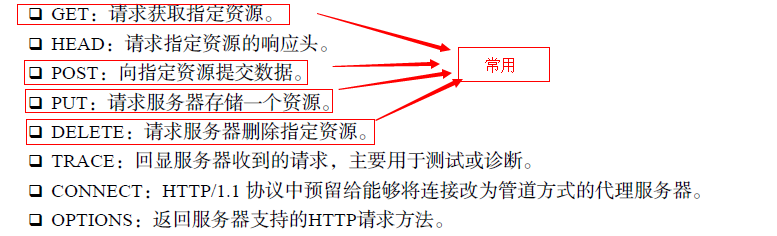 ❑ GET：请求获取指定资源。
❑ HEAD：请求指定资源的响应头。
❑ POST：向指定资源提交数据。
常用
❑ PUT：请求服务器存储一个资源。
❑ DELETE：请求服务器删除指定资源。
❑ TRACE：回显服务器收到的请求，主要用于测试或诊断。
❑ CONNECT：HTTP/1.1 协议中预留给能够将连接改为管道方式的代理服务器。
❑ OPTIONS：返回服务器支持的HTTP请求方法。